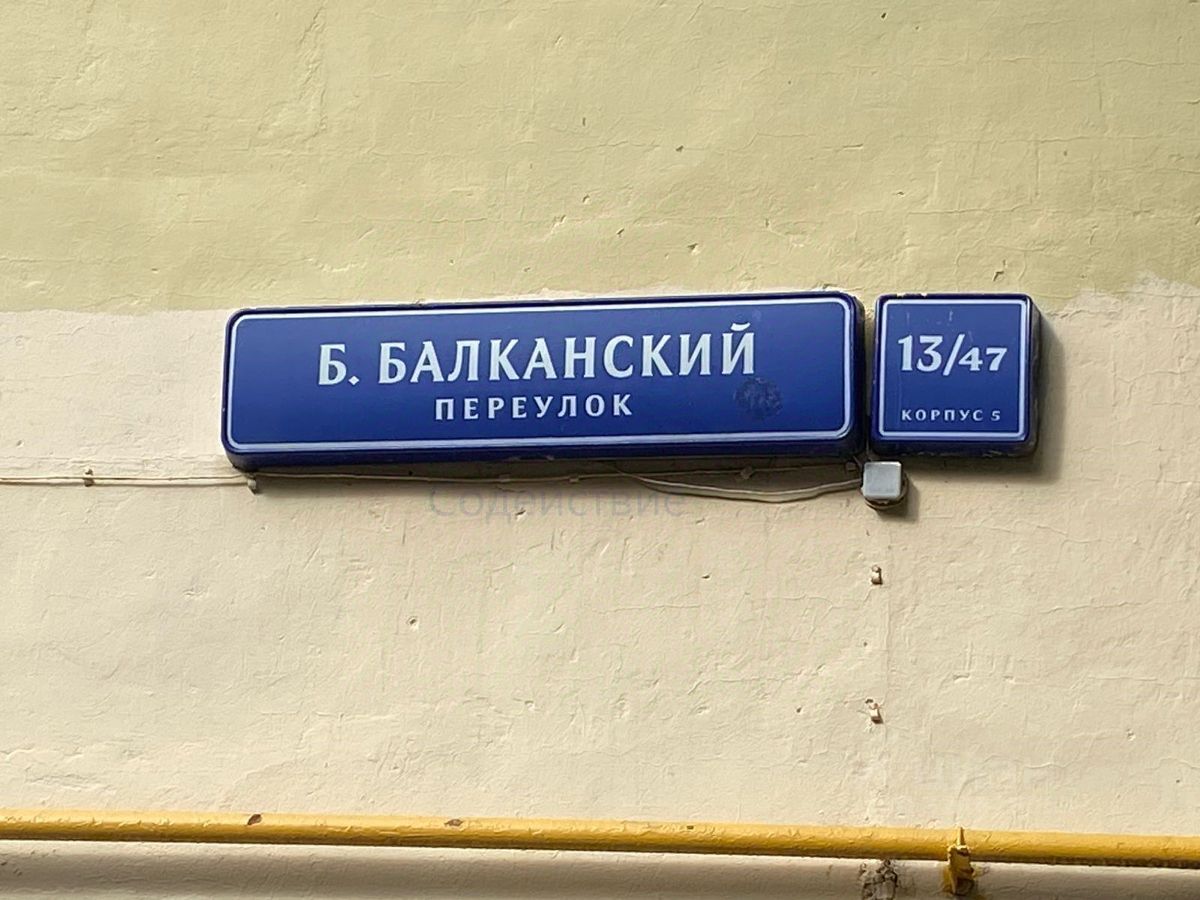 Б. БАЛКАНСКИЙ
ПЕРЕУЛОК
13/47
КОРПУС 5
Содействие